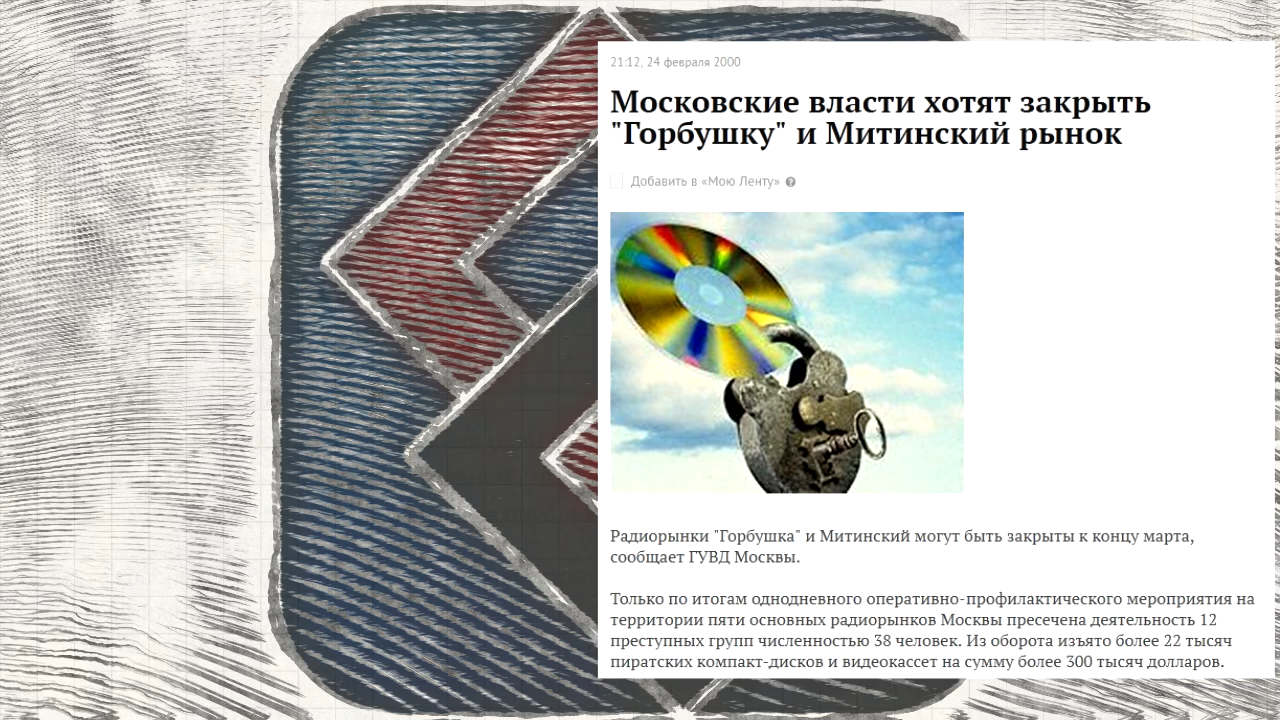 21:12, 24 февраля 2000
Московские власти хотят закрыть
"Горбушку" и Митинский рынок
Добавить в «Мою Ленту»
Радиорынки "Горбушка" и Митинский могут быть закрыты к концу марта,
сообщает ГУВД Москвы.
Только по итогам однодневного оперативно-профилактического мероприятия на
территории пяти основных радиорынков Москвы пресечена деятельность 12
преступных групп численностью 38 человек. Из оборота изъято более 22 тысяч
пиратских компакт-дисков и видеокассет на сумму более 300 тысяч долларов.